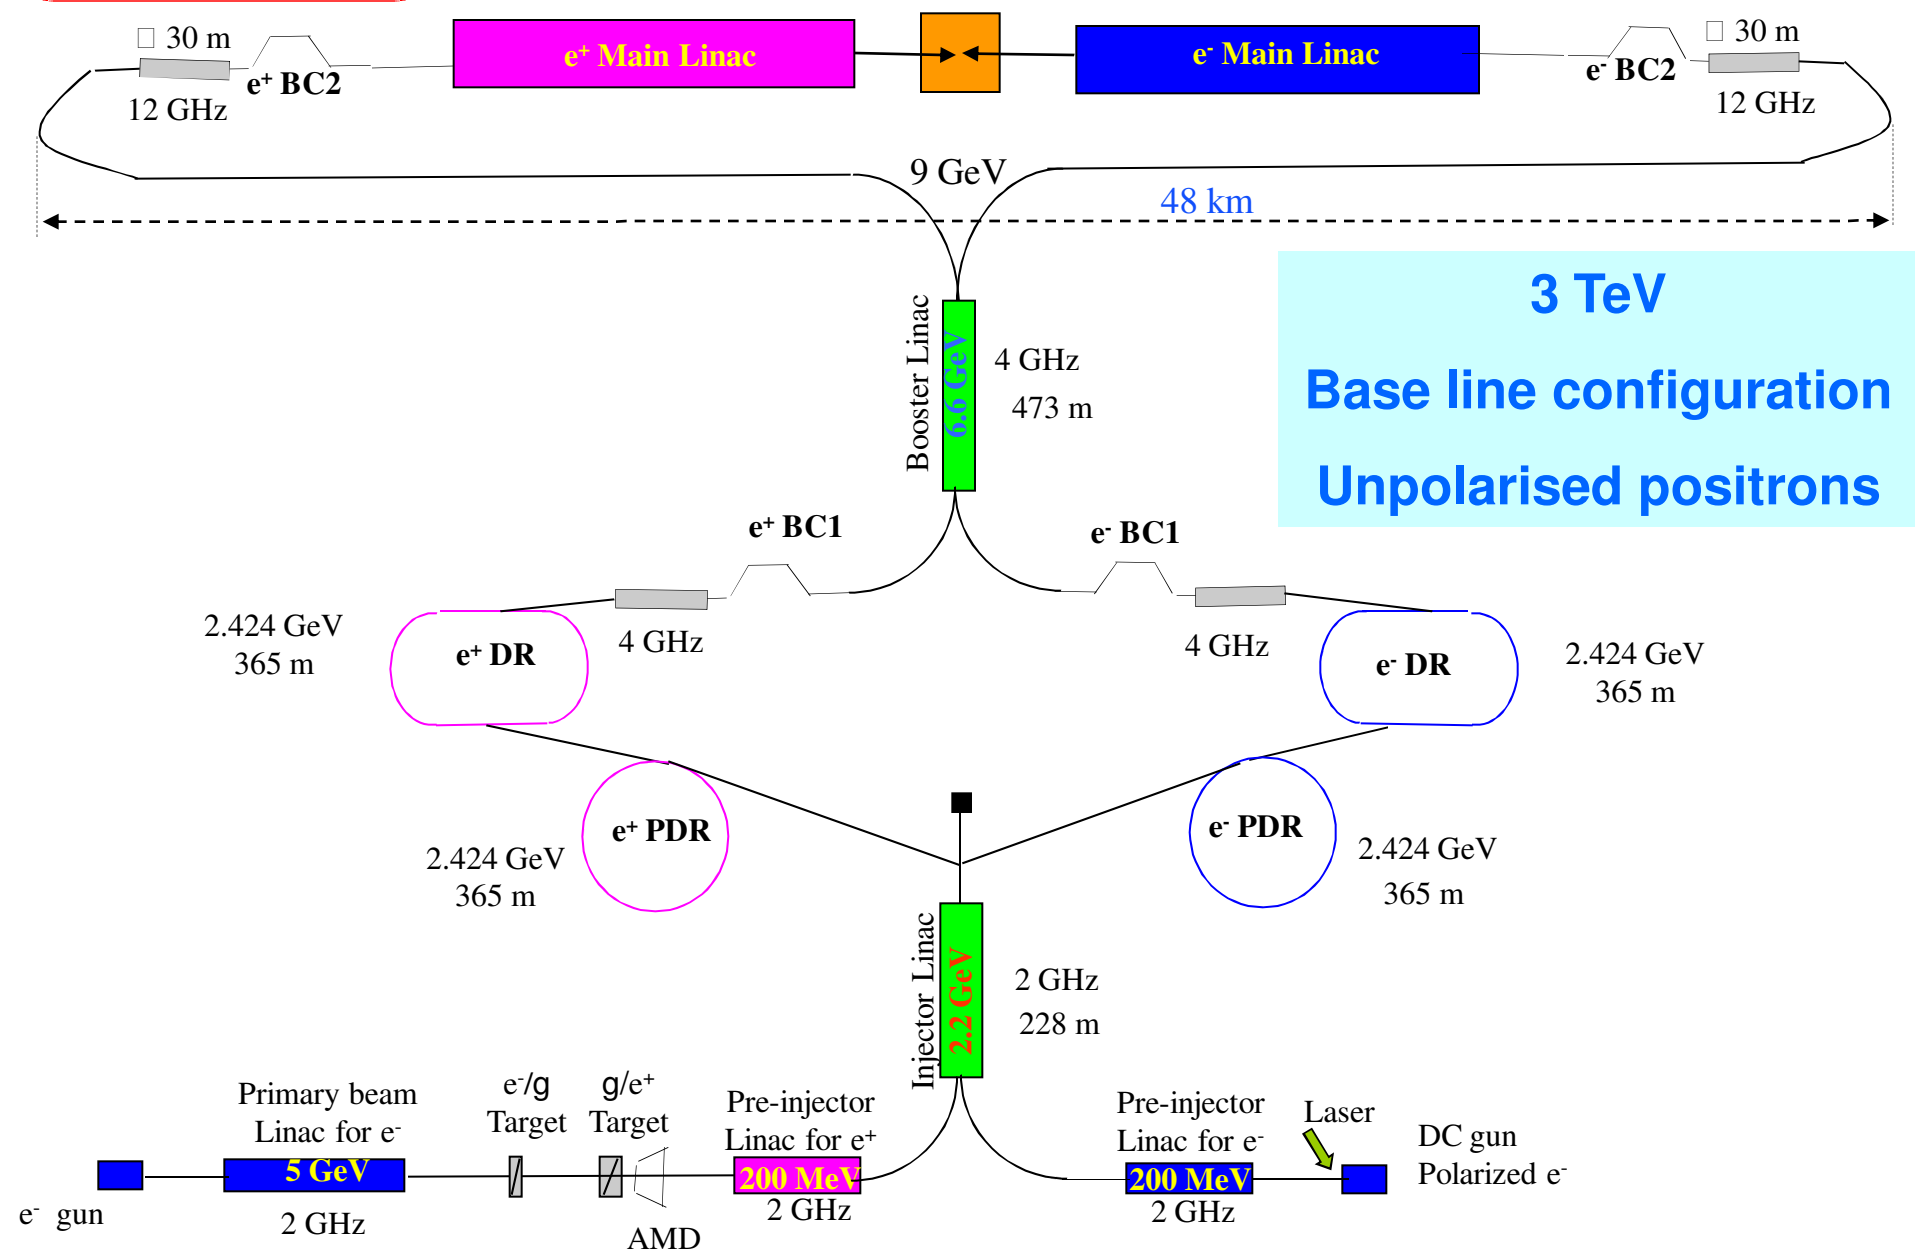 □ 30 m
e⁺ Main Linac
e⁻ Main Linac
□ 30 m
e⁺ BC2
e⁻ BC2
12 GHz
12 GHz
9 GeV
48 km
3 TeV
Base line configuration
Unpolarised positrons
Booster Linac
6.6 GeV
4 GHz
473 m
e⁺ BC1
e⁻ BC1
2.424 GeV
365 m
e⁺ DR
4 GHz
4 GHz
e⁻ DR
2.424 GeV
365 m
e⁺ PDR
2.424 GeV
365 m
e⁻ PDR
2.424 GeV
365 m
Injector Linac
2.2 GeV
2 GHz
228 m
Primary beam
Linac for e⁻
5 GeV
2 GHz
e⁻ gun
e⁻/g
Target
g/e⁺
Target
AMD
Pre-injector
Linac for e⁺
200 MeV
2 GHz
Pre-injector
Linac for e⁻
200 MeV
2 GHz
Laser
DC gun
Polarized e⁻